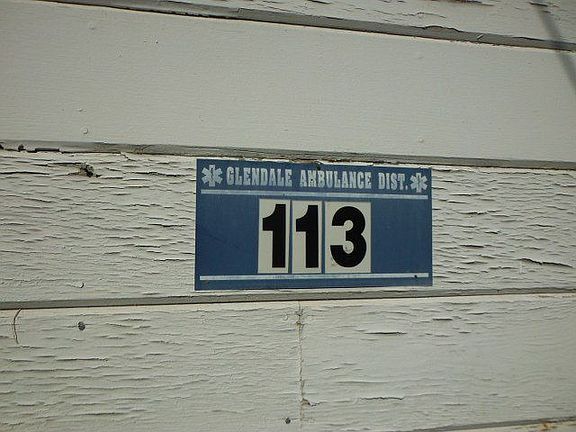 GLENDALE AMBULANCE DIST.
113